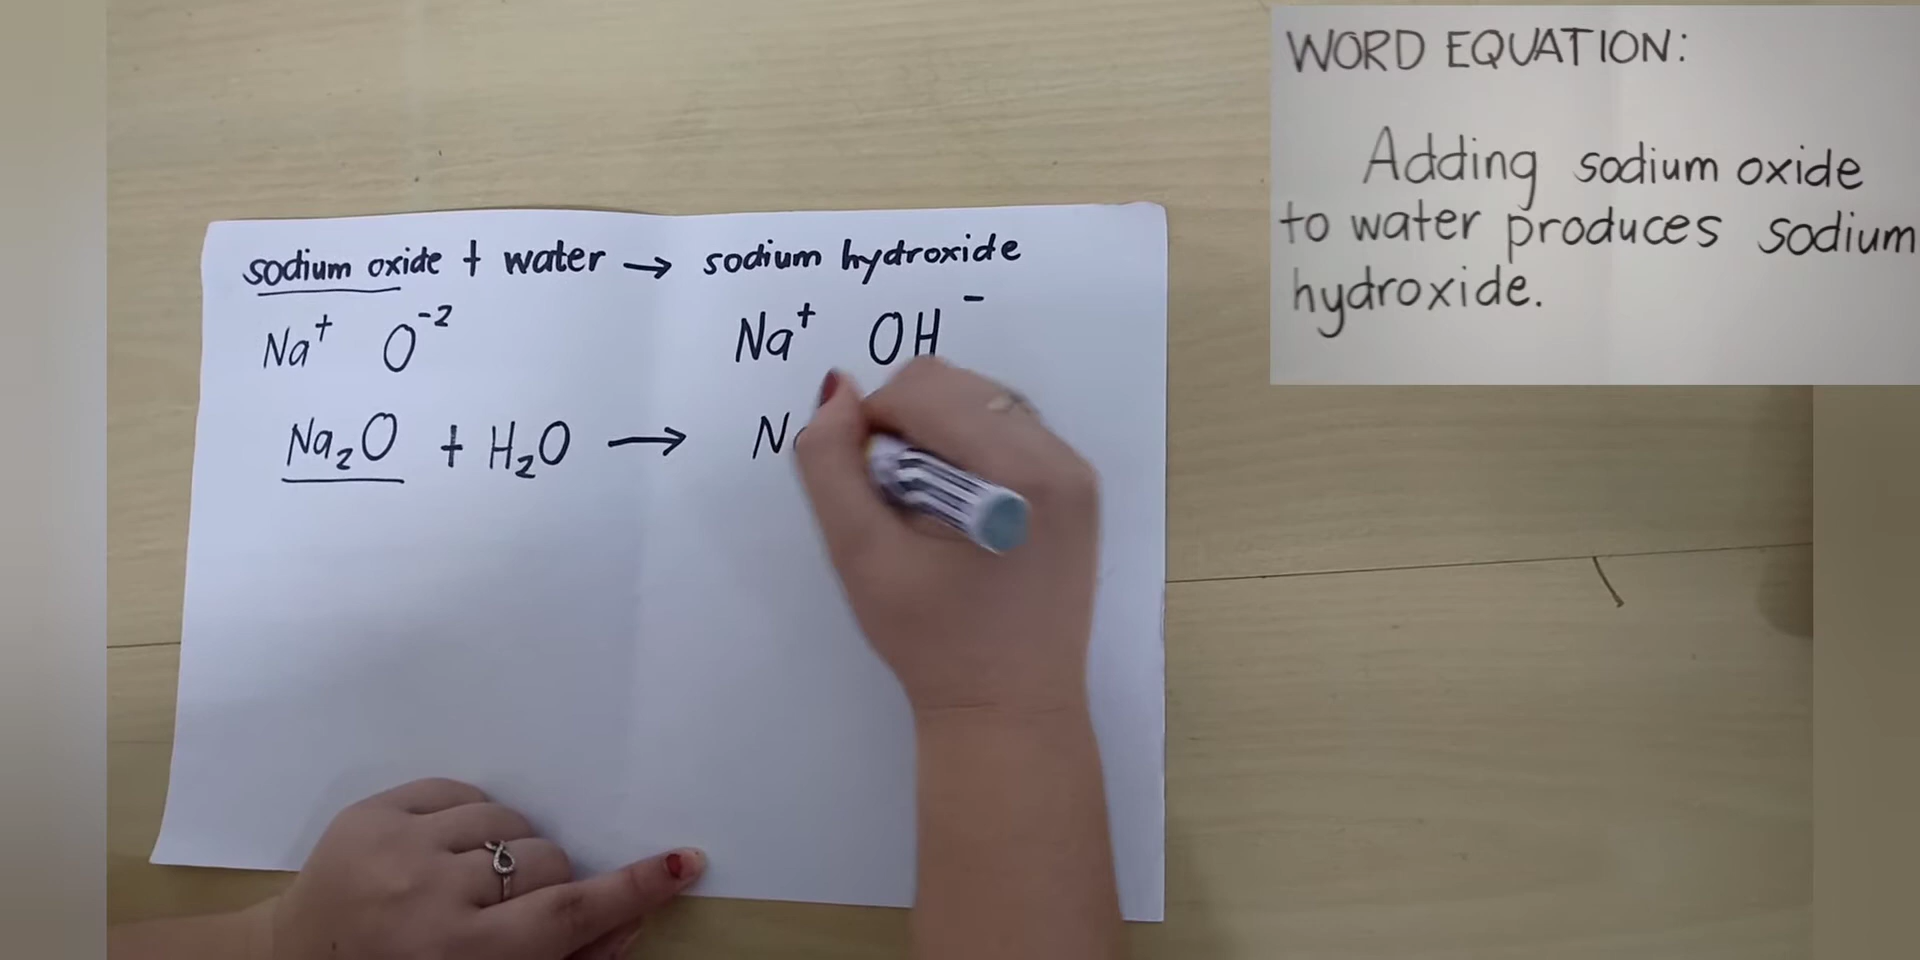 WORD EQUATION:
Adding sodium oxide
to water produces sodium
hydroxide.
sodium oxide + water → sodium hydroxide
Na⁺ O⁻² Na⁺ OH⁻
Na₂O + H₂O → N